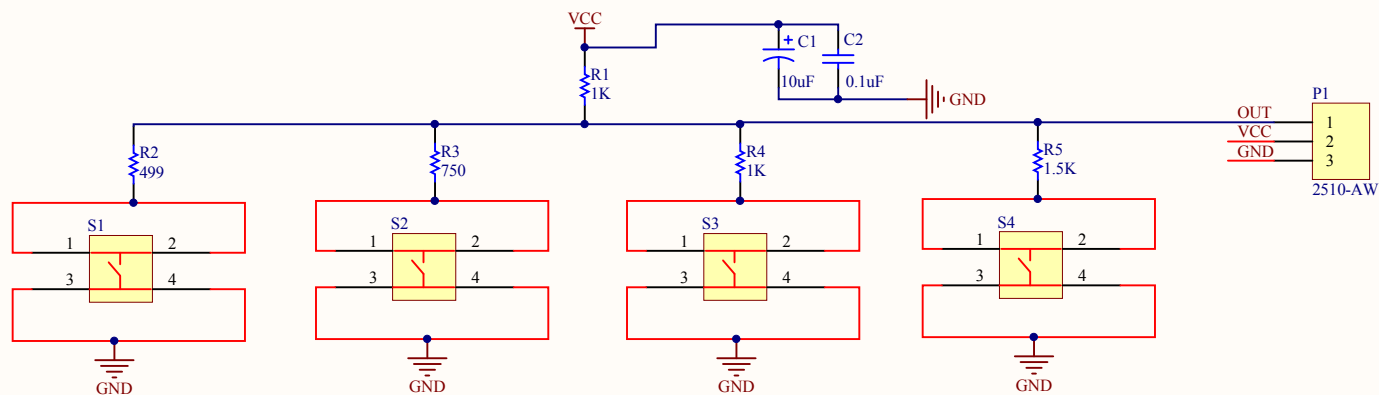 VCC
C1
C2
R1
1K
10uF
0.1uF
GND
P1
OUT
1
VCC
2
GND
3
2510-AW
R2
499
R3
750
R4
1K
R5
1.5K
S1
1
2
3
4
GND
S2
1
2
3
4
GND
S3
1
2
3
4
GND
S4
1
2
3
4
GND